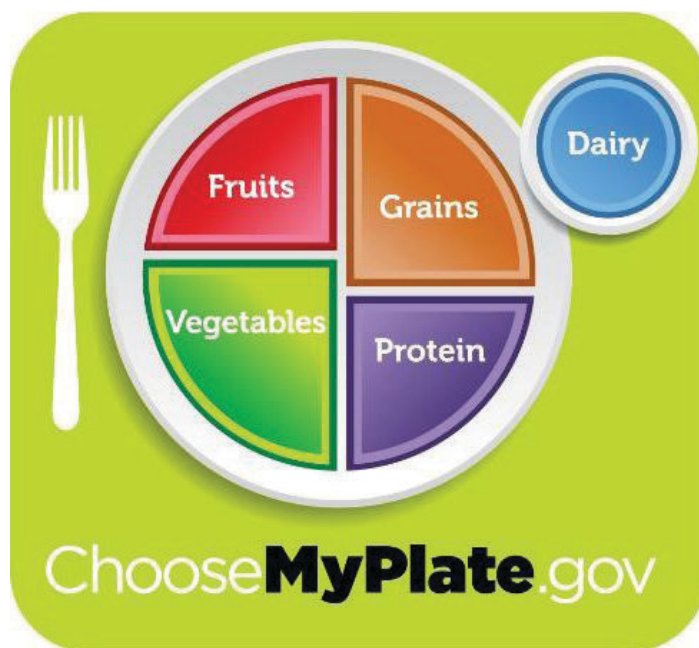 Fruits
Grains
Dairy
Vegetables
Protein
ChooseMyPlate.gov